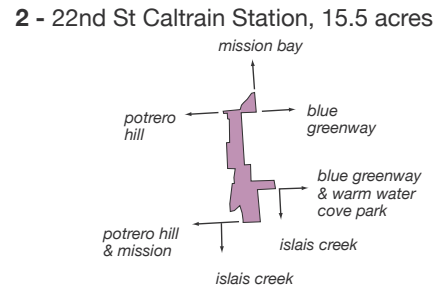 2 - 22nd St Caltrain Station, 15.5 acres
mission bay
potrero
hill
blue
greenway
blue greenway
& warm water
cove park
potrero hill
& mission
islais creek
islais creek